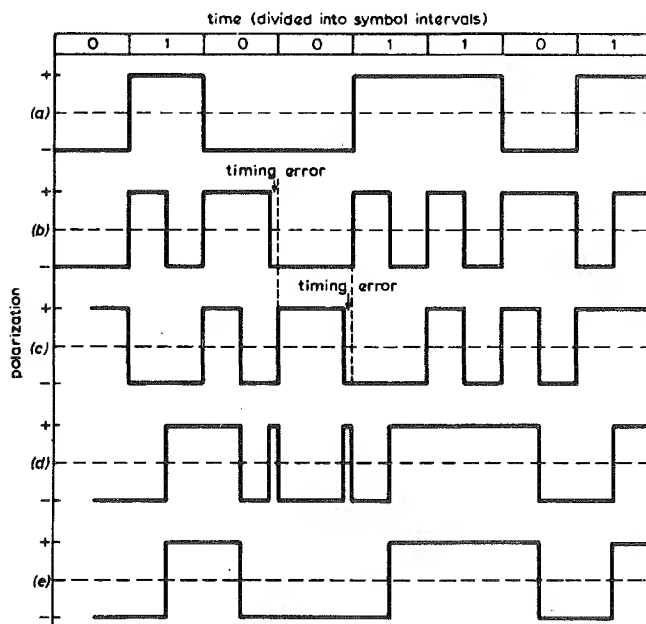 time (divided into symbol intervals)
0 1 0 0 1 1 0 1
+
(a)
−
timing error
+
(b)
−
timing error
+
(c)
−
polarization
+
(d)
−
+
(e)
−